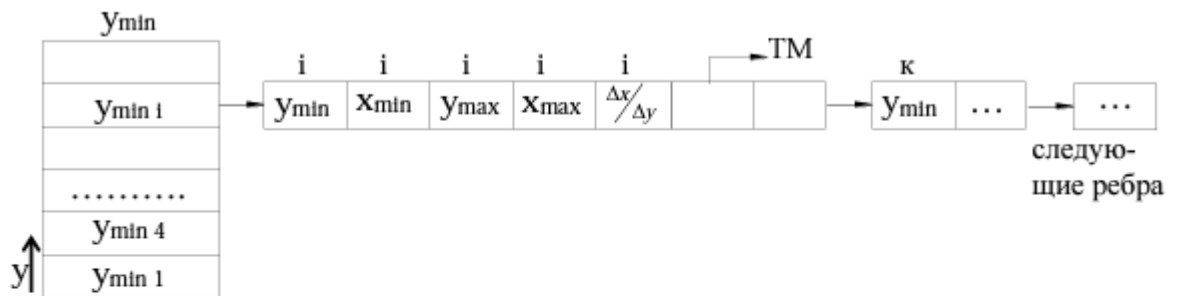 ymin
i i i i i ТМ к
ymin i ymin xmin ymax xmax Δx/Δy ymin ... ...
следую-
щие ребра
..........
ymin 4
y ymin 1